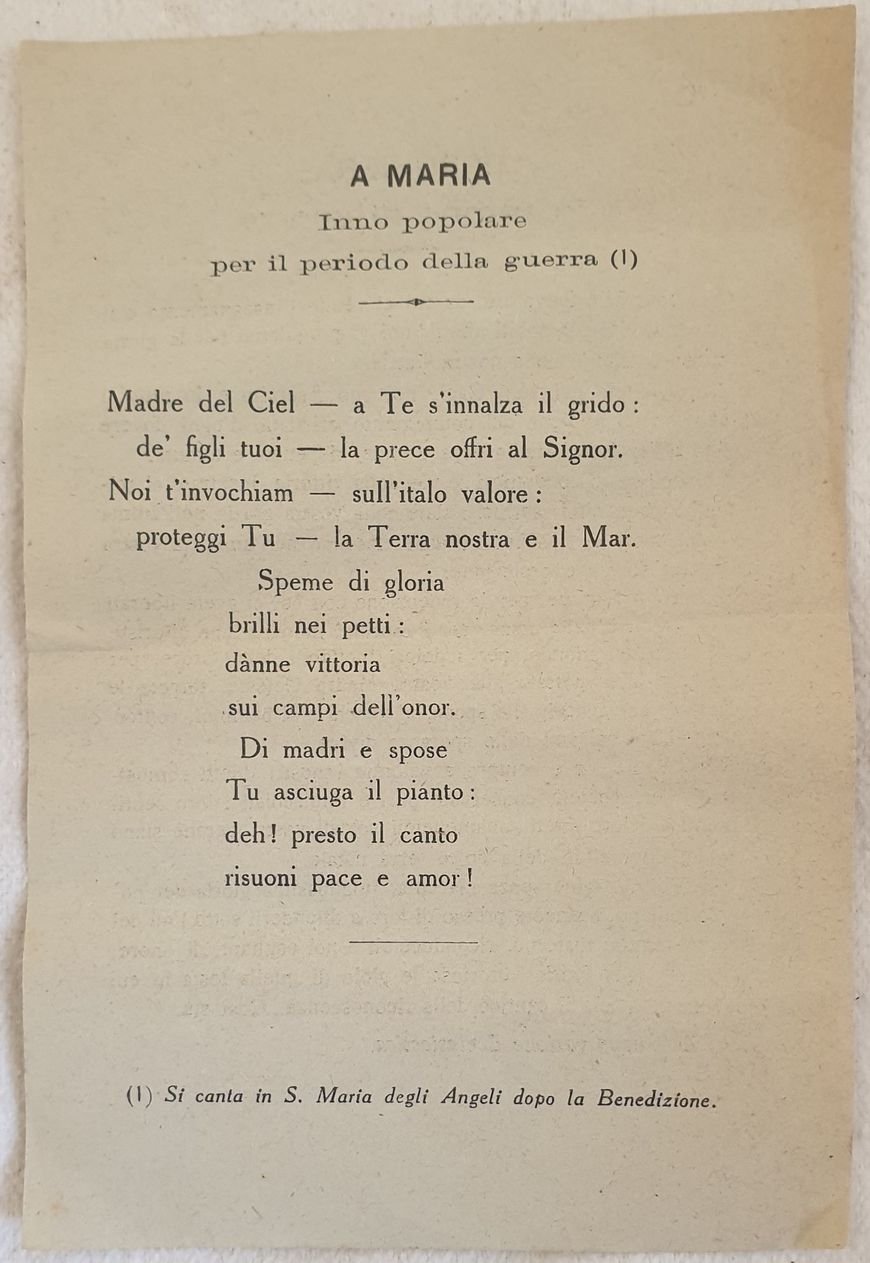 A MARIA
Inno popolare
per il periodo della guerra (1)
Madre del Ciel — a Te s'innalza il grido :
de' figli tuoi — la prece offri al Signor.
Noi t'invochiam — sull'italo valore :
proteggi Tu — la Terra nostra e il Mar.
Speme di gloria
brilli nei petti :
dànne vittoria
sui campi dell'onor.
Di madri e spose
Tu asciuga il pianto :
deh ! presto il canto
risuoni pace e amor !
(1) Si canta in S. Maria degli Angeli dopo la Benedizione.